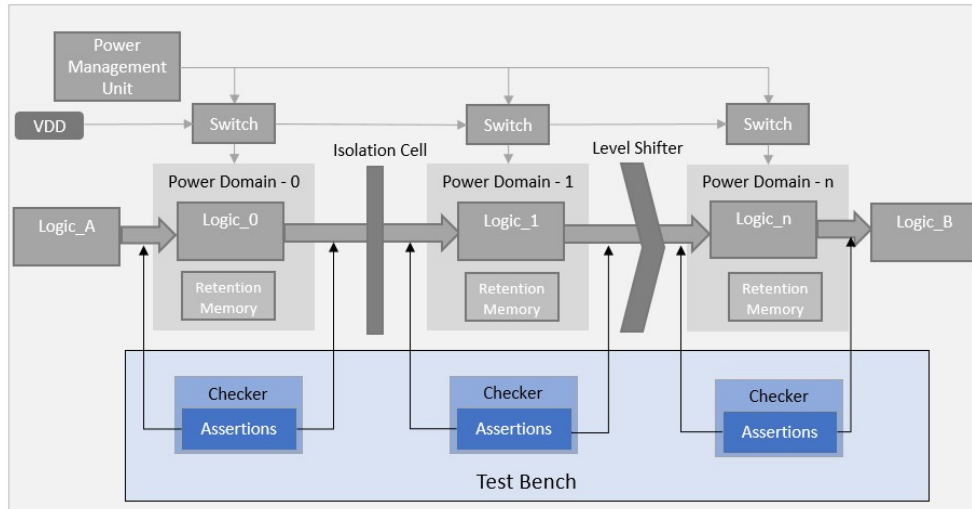 Power
Management
Unit
VDD
Switch
Switch
Switch
Isolation Cell
Level Shifter
Power Domain - 0
Power Domain - 1
Power Domain - n
Logic_A
Logic_0
Logic_1
Logic_n
Logic_B
Retention
Memory
Retention
Memory
Retention
Memory
Checker
Assertions
Checker
Assertions
Checker
Assertions
Test Bench